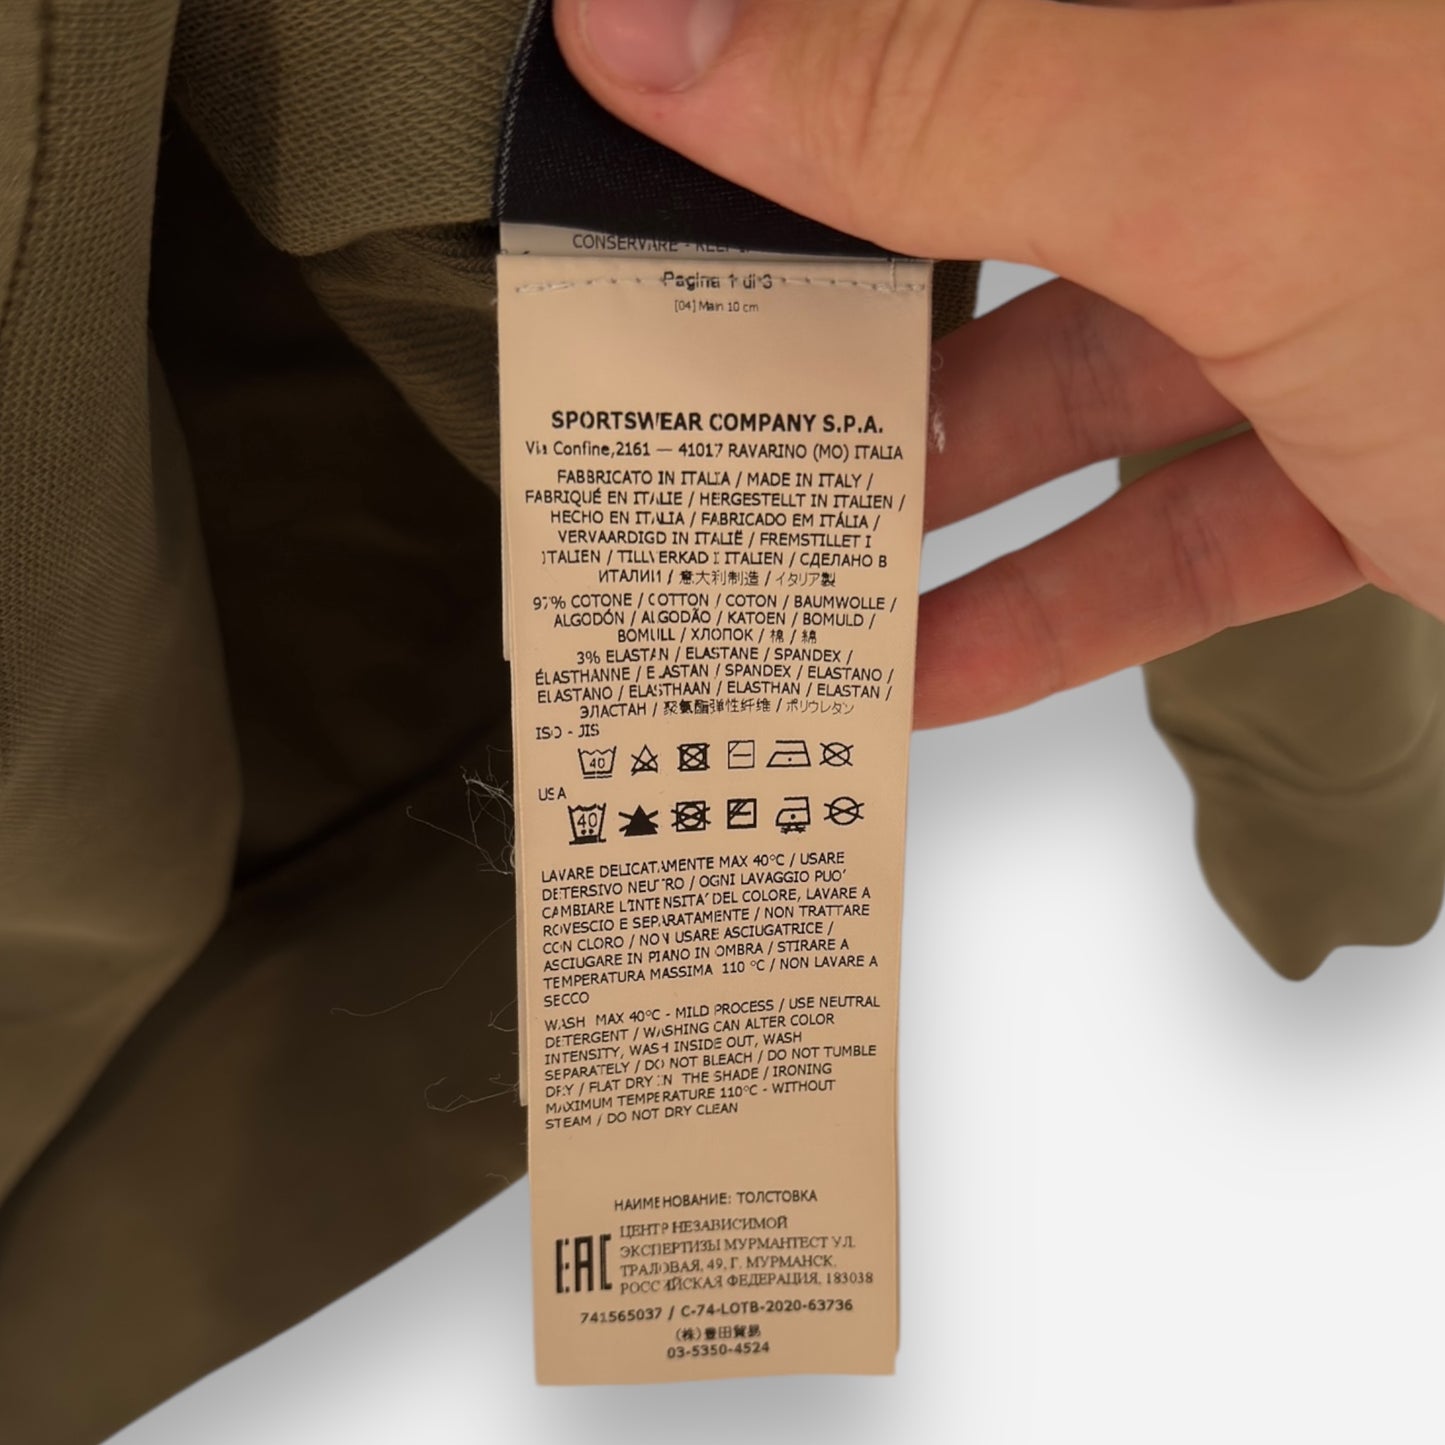 CONSERVARE - KEEP
Pagina 1 di 3
[04] Main 10 cm
SPORTSWEAR COMPANY S.P.A.
Via Confine,2161 — 41017 RAVARINO (MO) ITALIA
FABBRICATO IN ITALIA / MADE IN ITALY /
FABRIQUÉ EN ITALIE / HERGESTELLT IN ITALIEN /
HECHO EN ITALIA / FABRICADO EM ITÁLIA /
VERVAARDIGD IN ITALIË / FREMSTILLET I
ITALIEN / TILLVERKAD I ITALIEN / СДЕЛАНО В
ИТАЛИИ / 意大利制造 / イタリア製
97% COTONE / COTTON / COTON / BAUMWOLLE /
ALGODÓN / ALGODÃO / KATOEN / BOMULD /
BOMULL / ХЛОПОК / 棉 / 綿
3% ELASTAN / ELASTANE / SPANDEX /
ÉLASTHANNE / ELASTAN / SPANDEX / ELASTANO /
ELASTANO / ELASTHAAN / ELASTHAN / ELASTAN /
ЭЛАСТАН / 聚氨酯弹性纤维 / ポリウレタン
ISO - JIS
40
USA
40
LAVARE DELICATAMENTE MAX 40°C / USARE
DETERSIVO NEUTRO / OGNI LAVAGGIO PUO'
CAMBIARE L'INTENSITA' DEL COLORE, LAVARE A
ROVESCIO E SEPARATAMENTE / NON TRATTARE
CON CLORO / NON USARE ASCIUGATRICE /
ASCIUGARE IN PIANO IN OMBRA / STIRARE A
TEMPERATURA MASSIMA 110 °C / NON LAVARE A
SECCO
WASH MAX 40°C - MILD PROCESS / USE NEUTRAL
DETERGENT / WASHING CAN ALTER COLOR
INTENSITY, WASH INSIDE OUT, WASH
SEPARATELY / DO NOT BLEACH / DO NOT TUMBLE
DRY / FLAT DRY IN THE SHADE / IRONING
MAXIMUM TEMPERATURE 110°C - WITHOUT
STEAM / DO NOT DRY CLEAN
НАИМЕНОВАНИЕ: ТОЛСТОВКА
EAC
ЦЕНТР НЕЗАВИСИМОЙ
ЭКСПЕРТИЗЫ МУРМАНТЕСТ УЛ.
ТРАЛОВАЯ, 49, Г. МУРМАНСК,
РОССИЙСКАЯ ФЕДЕРАЦИЯ, 183038
741565037 / C-74-LOTB-2020-63736
(株)豊田貿易
03-5350-4524